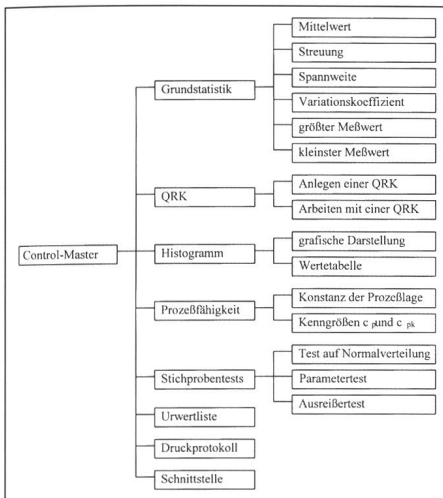 Control-Master
Grundstatistik
Mittelwert
Streuung
Spannweite
Variationskoeffizient
größter Meßwert
kleinster Meßwert
QRK
Anlegen einer QRK
Arbeiten mit einer QRK
Histogramm
grafische Darstellung
Wertetabelle
Prozeßfähigkeit
Konstanz der Prozeßlage
Kenngrößen c pund c pk
Stichprobentests
Test auf Normalverteilung
Parametertest
Ausreißertest
Urwertliste
Druckprotokoll
Schnittstelle